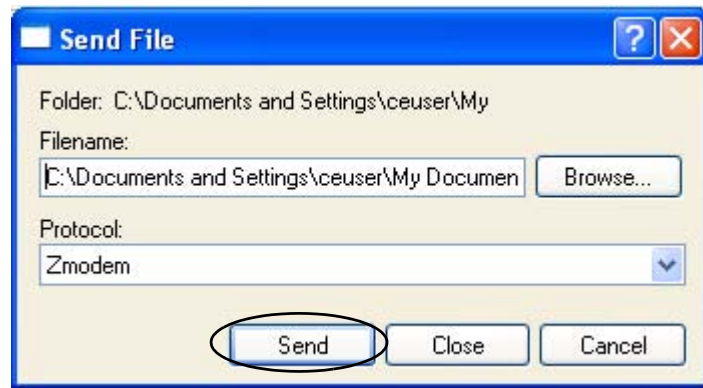 Send File
Folder: C:\Documents and Settings\ceuser\My
Filename:
C:\Documents and Settings\ceuser\My Documen Browse...
Protocol:
Zmodem
Send Close Cancel